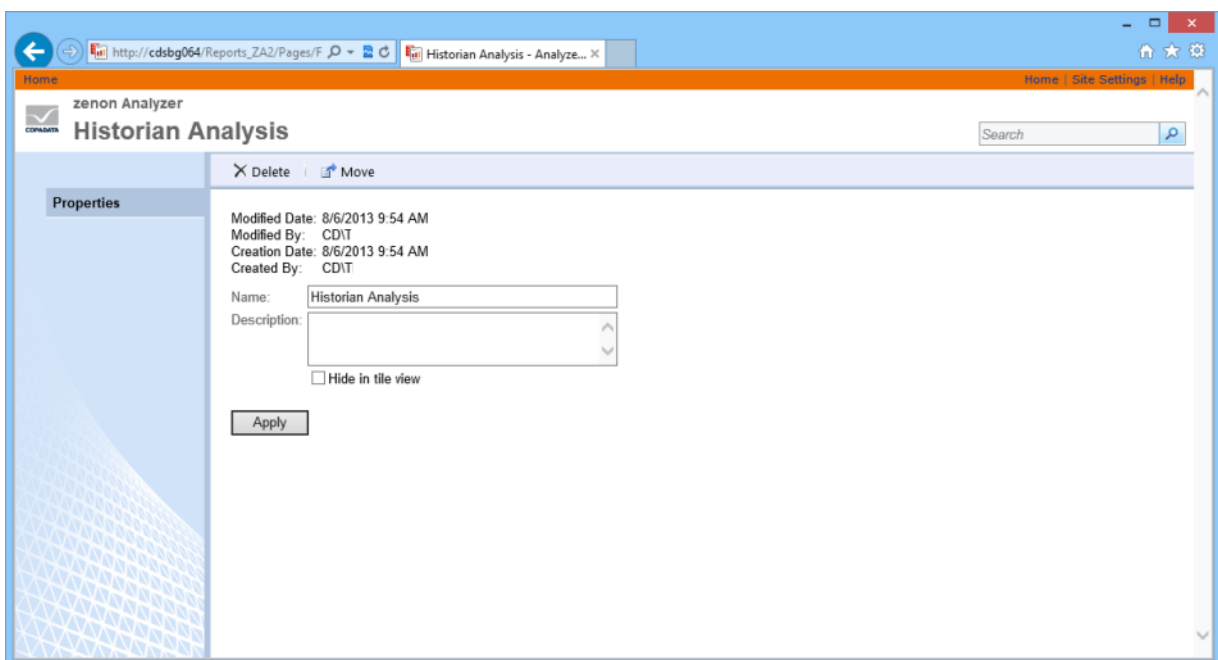 http://cdsbg064/Reports_ZA2/Pages/F
Historian Analysis - Analyze...
Home
Home | Site Settings | Help
zenon Analyzer
COPADATA
Historian Analysis
Search
Delete
Move
Properties
Modified Date: 8/6/2013 9:54 AM
Modified By: CD\T
Creation Date: 8/6/2013 9:54 AM
Created By: CD\T
Name: Historian Analysis
Description:
Hide in tile view
Apply